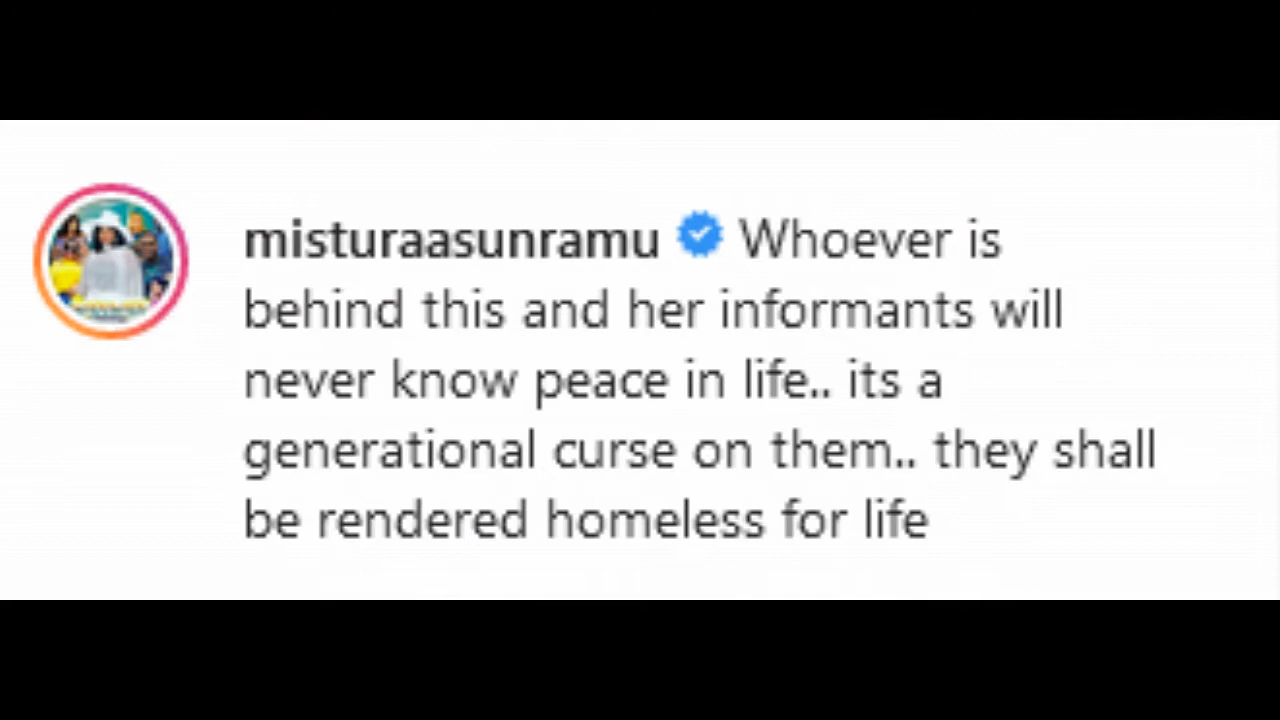 misturaasunramu Whoever is
behind this and her informants will
never know peace in life.. its a
generational curse on them.. they shall
be rendered homeless for life